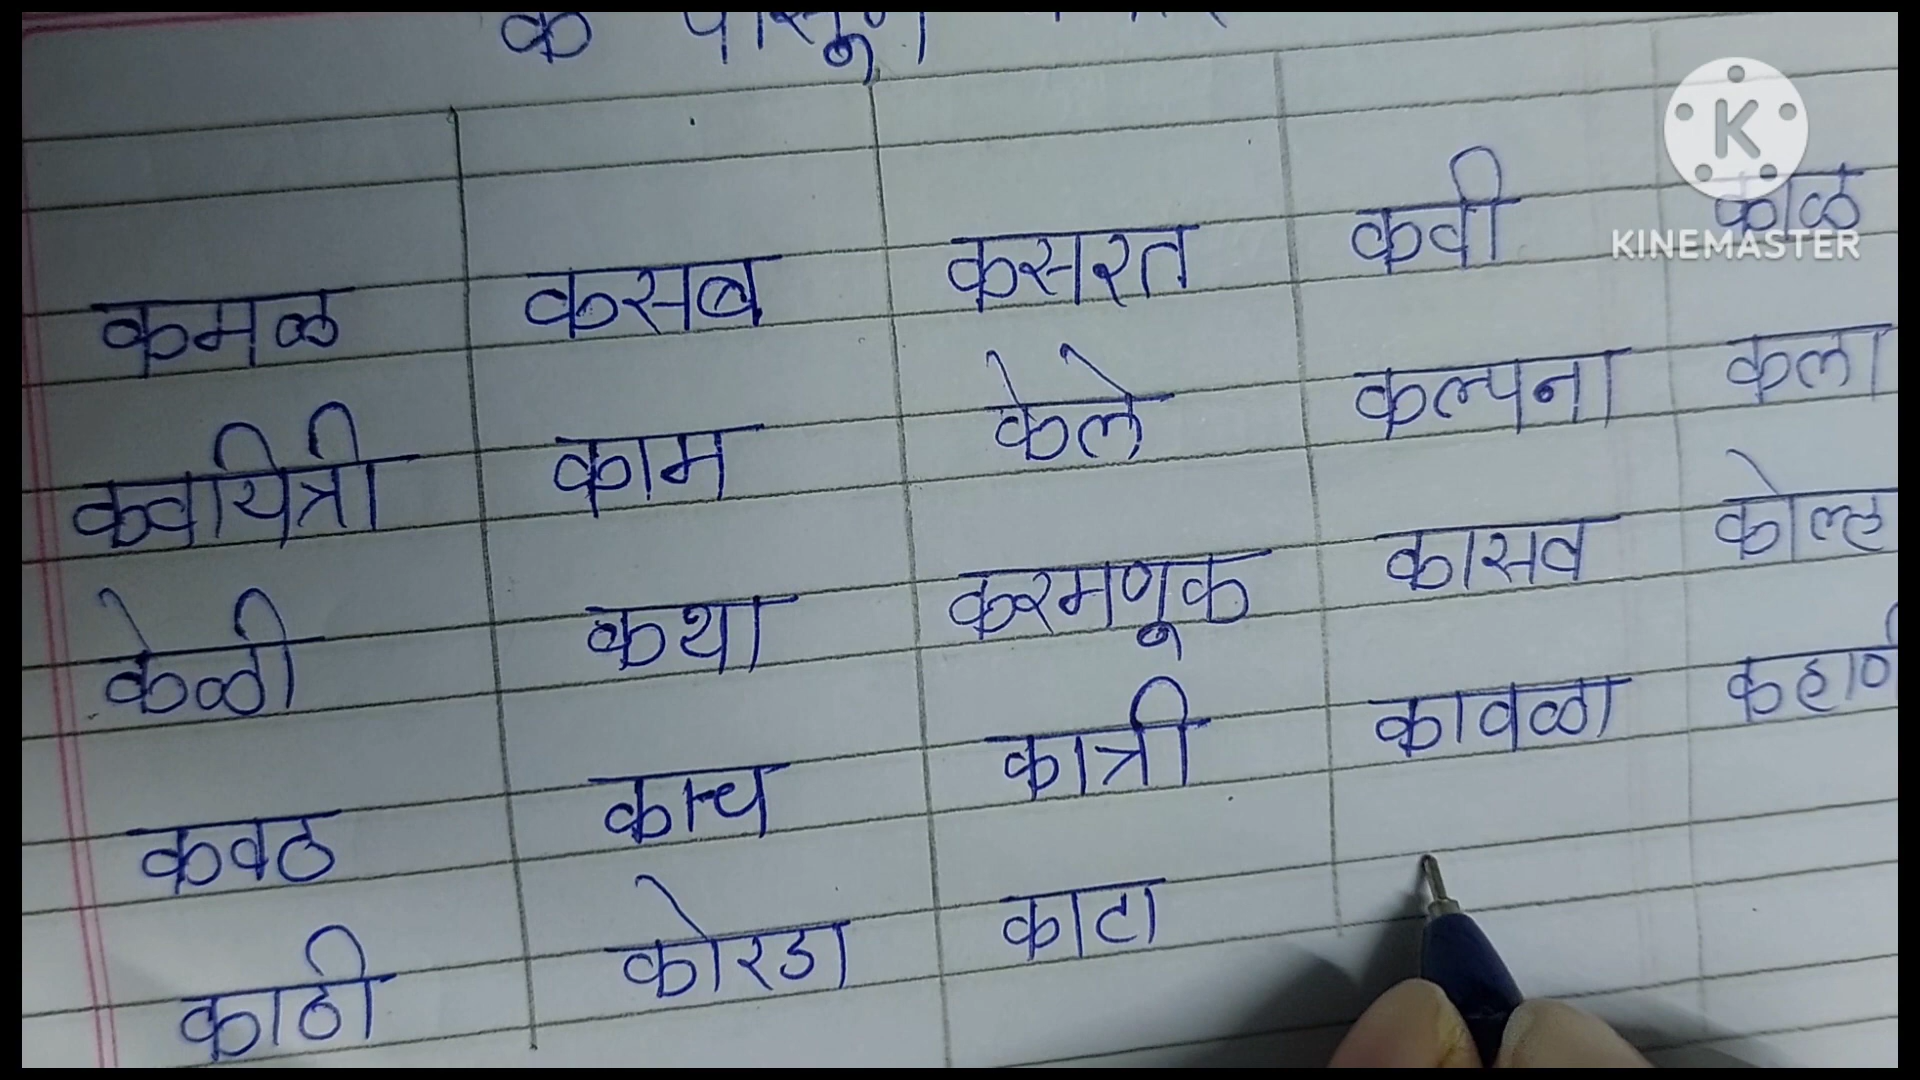 क पासून
कमळ कसब कसरत कवी काळ
कवयित्री काम केले कल्पना कला
केळी कथा करमणूक कासव कोल्ह
कवठ काच कात्री कावळा
काठी कोरडा काटा
K
KINEMASTER